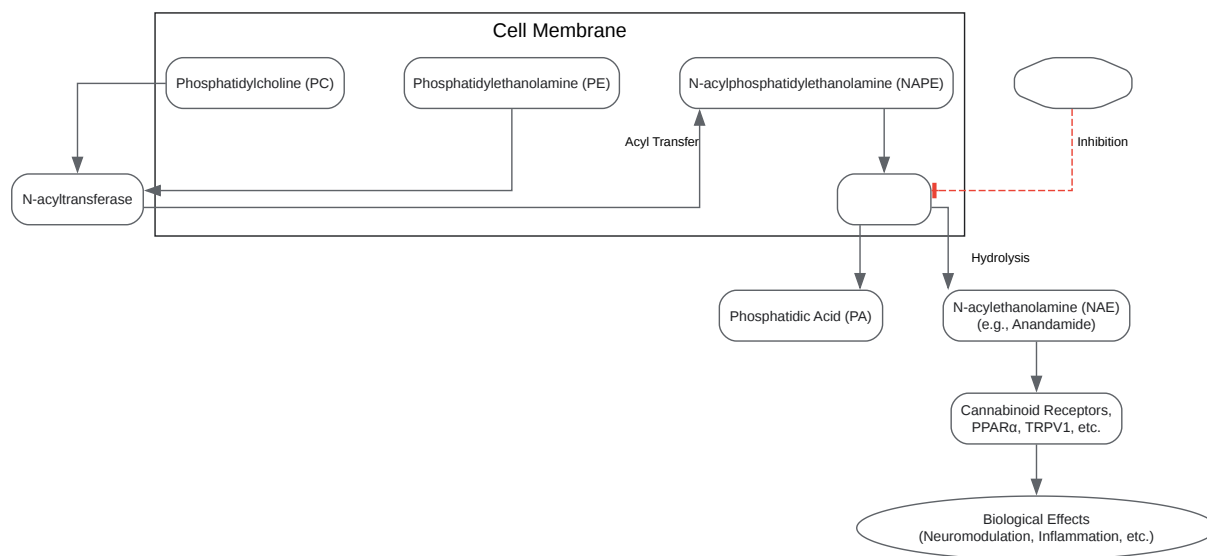 Cell Membrane
Phosphatidylcholine (PC)
Phosphatidylethanolamine (PE)
N-acylphosphatidylethanolamine (NAPE)
Acyl Transfer
Inhibition
N-acyltransferase
Hydrolysis
Phosphatidic Acid (PA)
N-acylethanolamine (NAE)
(e.g., Anandamide)
Cannabinoid Receptors,
PPARα, TRPV1, etc.
Biological Effects
(Neuromodulation, Inflammation, etc.)